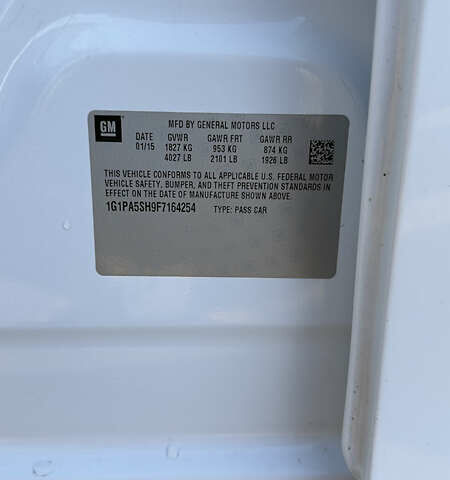 GM
MFD BY GENERAL MOTORS LLC
DATE GVWR GAWR FRT GAWR RR
01/15 1827 KG 953 KG 874 KG
4027 LB 2101 LB 1926 LB
THIS VEHICLE CONFORMS TO ALL APPLICABLE U.S. FEDERAL MOTOR
VEHICLE SAFETY, BUMPER, AND THEFT PREVENTION STANDARDS IN
EFFECT ON THE DATE OF MANUFACTURE SHOWN ABOVE.
1G1PA5SH9F7164254 TYPE: PASS CAR